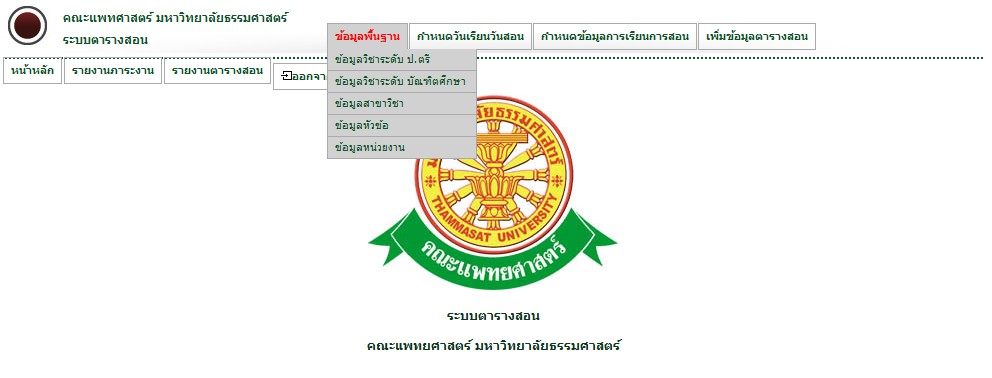 คณะแพทศาสตร์ มหาวิทยาลัยธรรมศาสตร์
ระบบตารางสอน
ข้อมูลพื้นฐาน กำหนดวันเรียนวันสอน กำหนดข้อมูลการเรียนการสอน เพิ่มข้อมูลตารางสอน
หน้าหลัก รายงานภาระงาน รายงานตารางสอน ออกจา
ข้อมูลวิชาระดับ ป.ตรี
ข้อมูลวิชาระดับ บัณฑิตศึกษา
ข้อมูลสาขาวิชา
ข้อมูลหัวข้อ
ข้อมูลหน่วยงาน
ลัยธรรมศาสตร์
THAMMASAT UNIVERSITY
คณะแพทยศาสตร์
ระบบตารางสอน
คณะแพทยศาสตร์ มหาวิทยาลัยธรรมศาสตร์